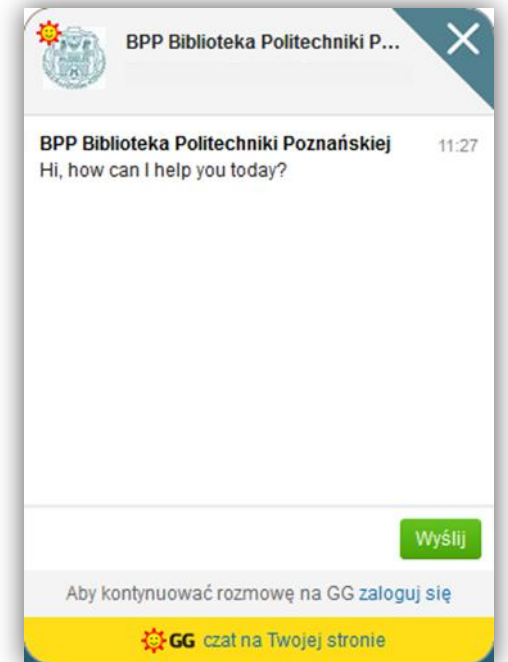 BPP Biblioteka Politechniki P...
BPP Biblioteka Politechniki Poznańskiej 11:27
Hi, how can I help you today?
Wyślij
Aby kontynuować rozmowę na GG zaloguj się
GG czat na Twojej stronie